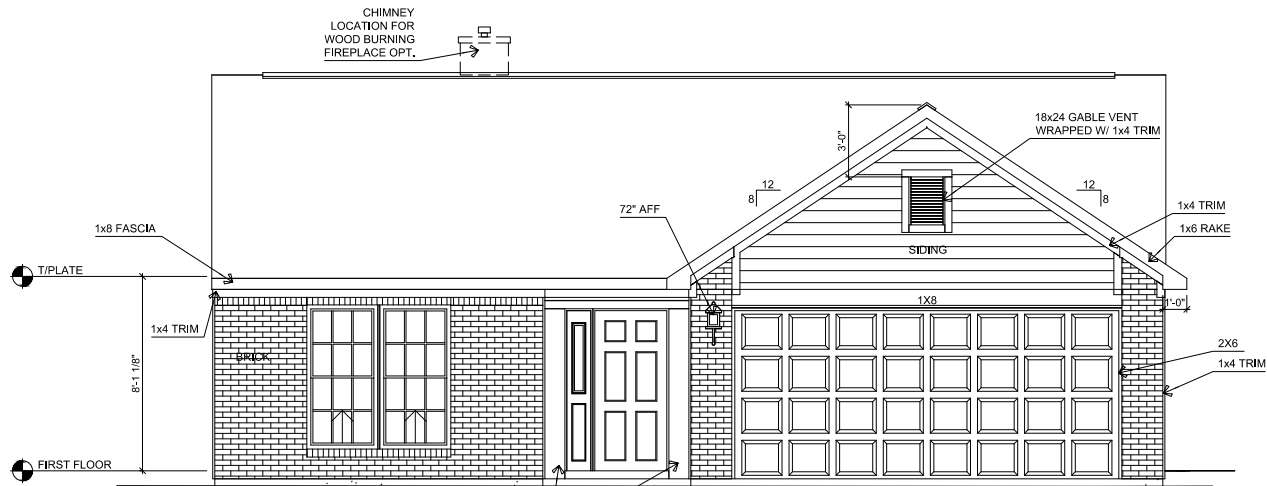 CHIMNEY
LOCATION FOR
WOOD BURNING
FIREPLACE OPT.
18x24 GABLE VENT
WRAPPED W/ 1x4 TRIM
3'-0"
12
8
12
8
72" AFF
1x4 TRIM
1x6 RAKE
1x8 FASCIA
SIDING
T/PLATE
1X8
1'-0"
1x4 TRIM
BRICK
8'-1 1/8"
2X6
1x4 TRIM
FIRST FLOOR